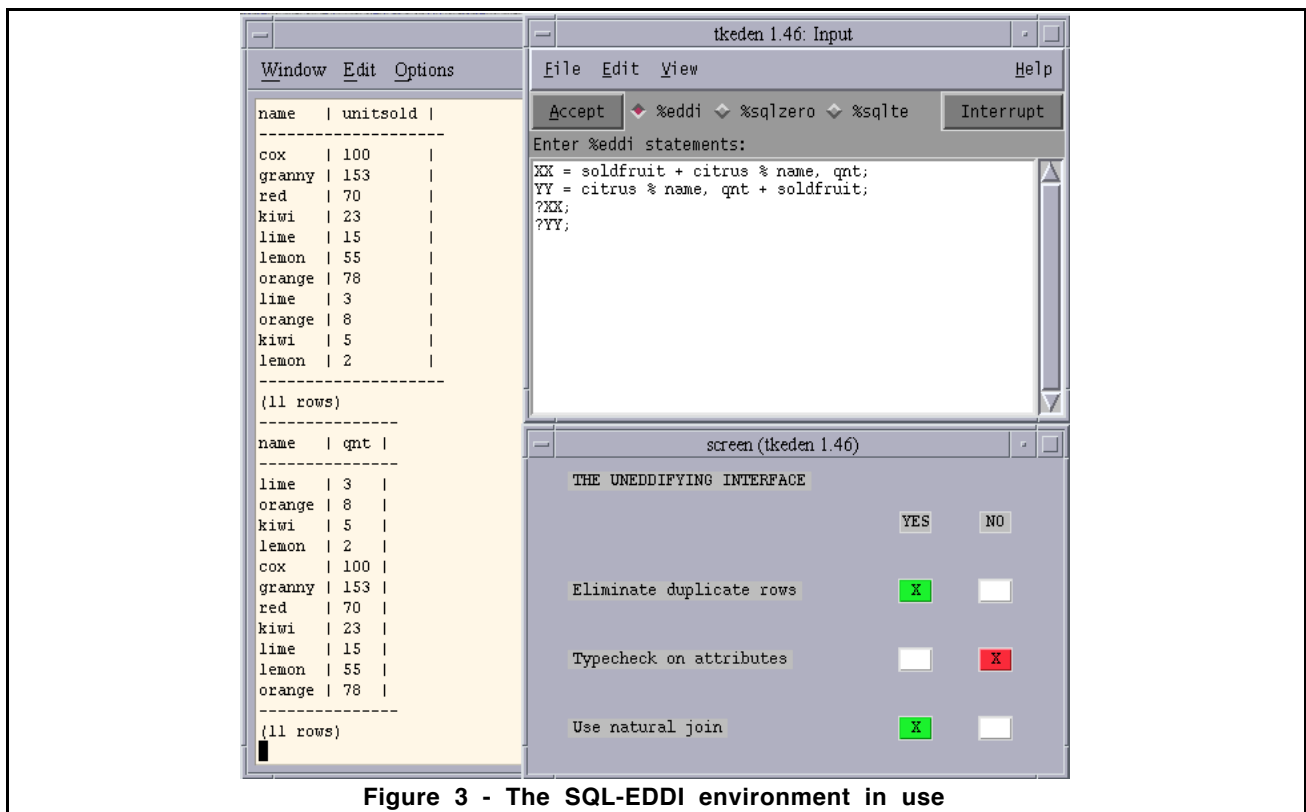 Window Edit Options
name | unitsold |
---------------------
cox | 100 |
granny | 153 |
red | 70 |
kiwi | 23 |
lime | 15 |
lemon | 55 |
orange | 78 |
lime | 3 |
orange | 8 |
kiwi | 5 |
lemon | 2 |
---------------------
(11 rows)
----------------
name | qnt |
----------------
lime | 3 |
orange | 8 |
kiwi | 5 |
lemon | 2 |
cox | 100 |
granny | 153 |
red | 70 |
kiwi | 23 |
lime | 15 |
lemon | 55 |
orange | 78 |
----------------
(11 rows)
tkeden 1.46: Input
File Edit View Help
Accept %eddi %sqlzero %sqlte Interrupt
Enter %eddi statements:
XX = soldfruit + citrus % name, qnt;
YY = citrus % name, qnt + soldfruit;
?XX;
?YY;
screen (tkeden 1.46)
THE UNEDDIFYING INTERFACE
YES NO
Eliminate duplicate rows X
Typecheck on attributes X
Use natural join X
Figure 3 - The SQL-EDDI environment in use